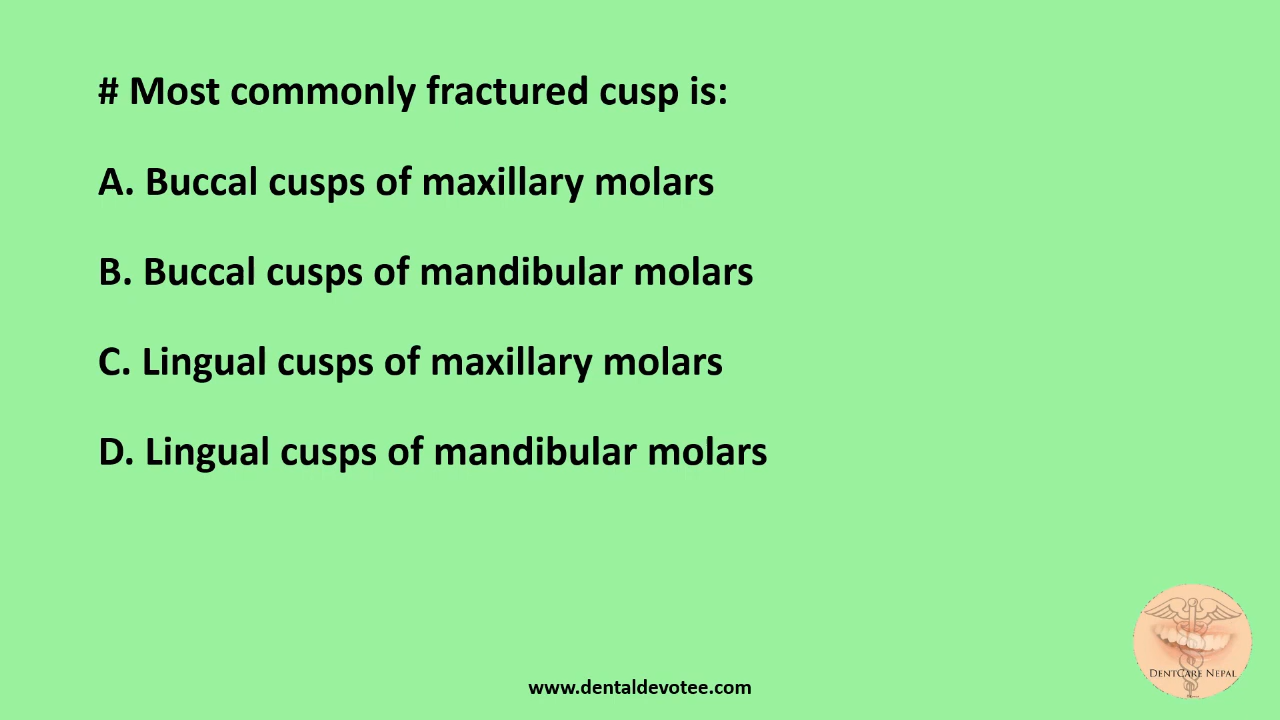 # Most commonly fractured cusp is:
A. Buccal cusps of maxillary molars
B. Buccal cusps of mandibular molars
C. Lingual cusps of maxillary molars
D. Lingual cusps of mandibular molars
DENTCARE NEPAL
www.dentaldevotee.com